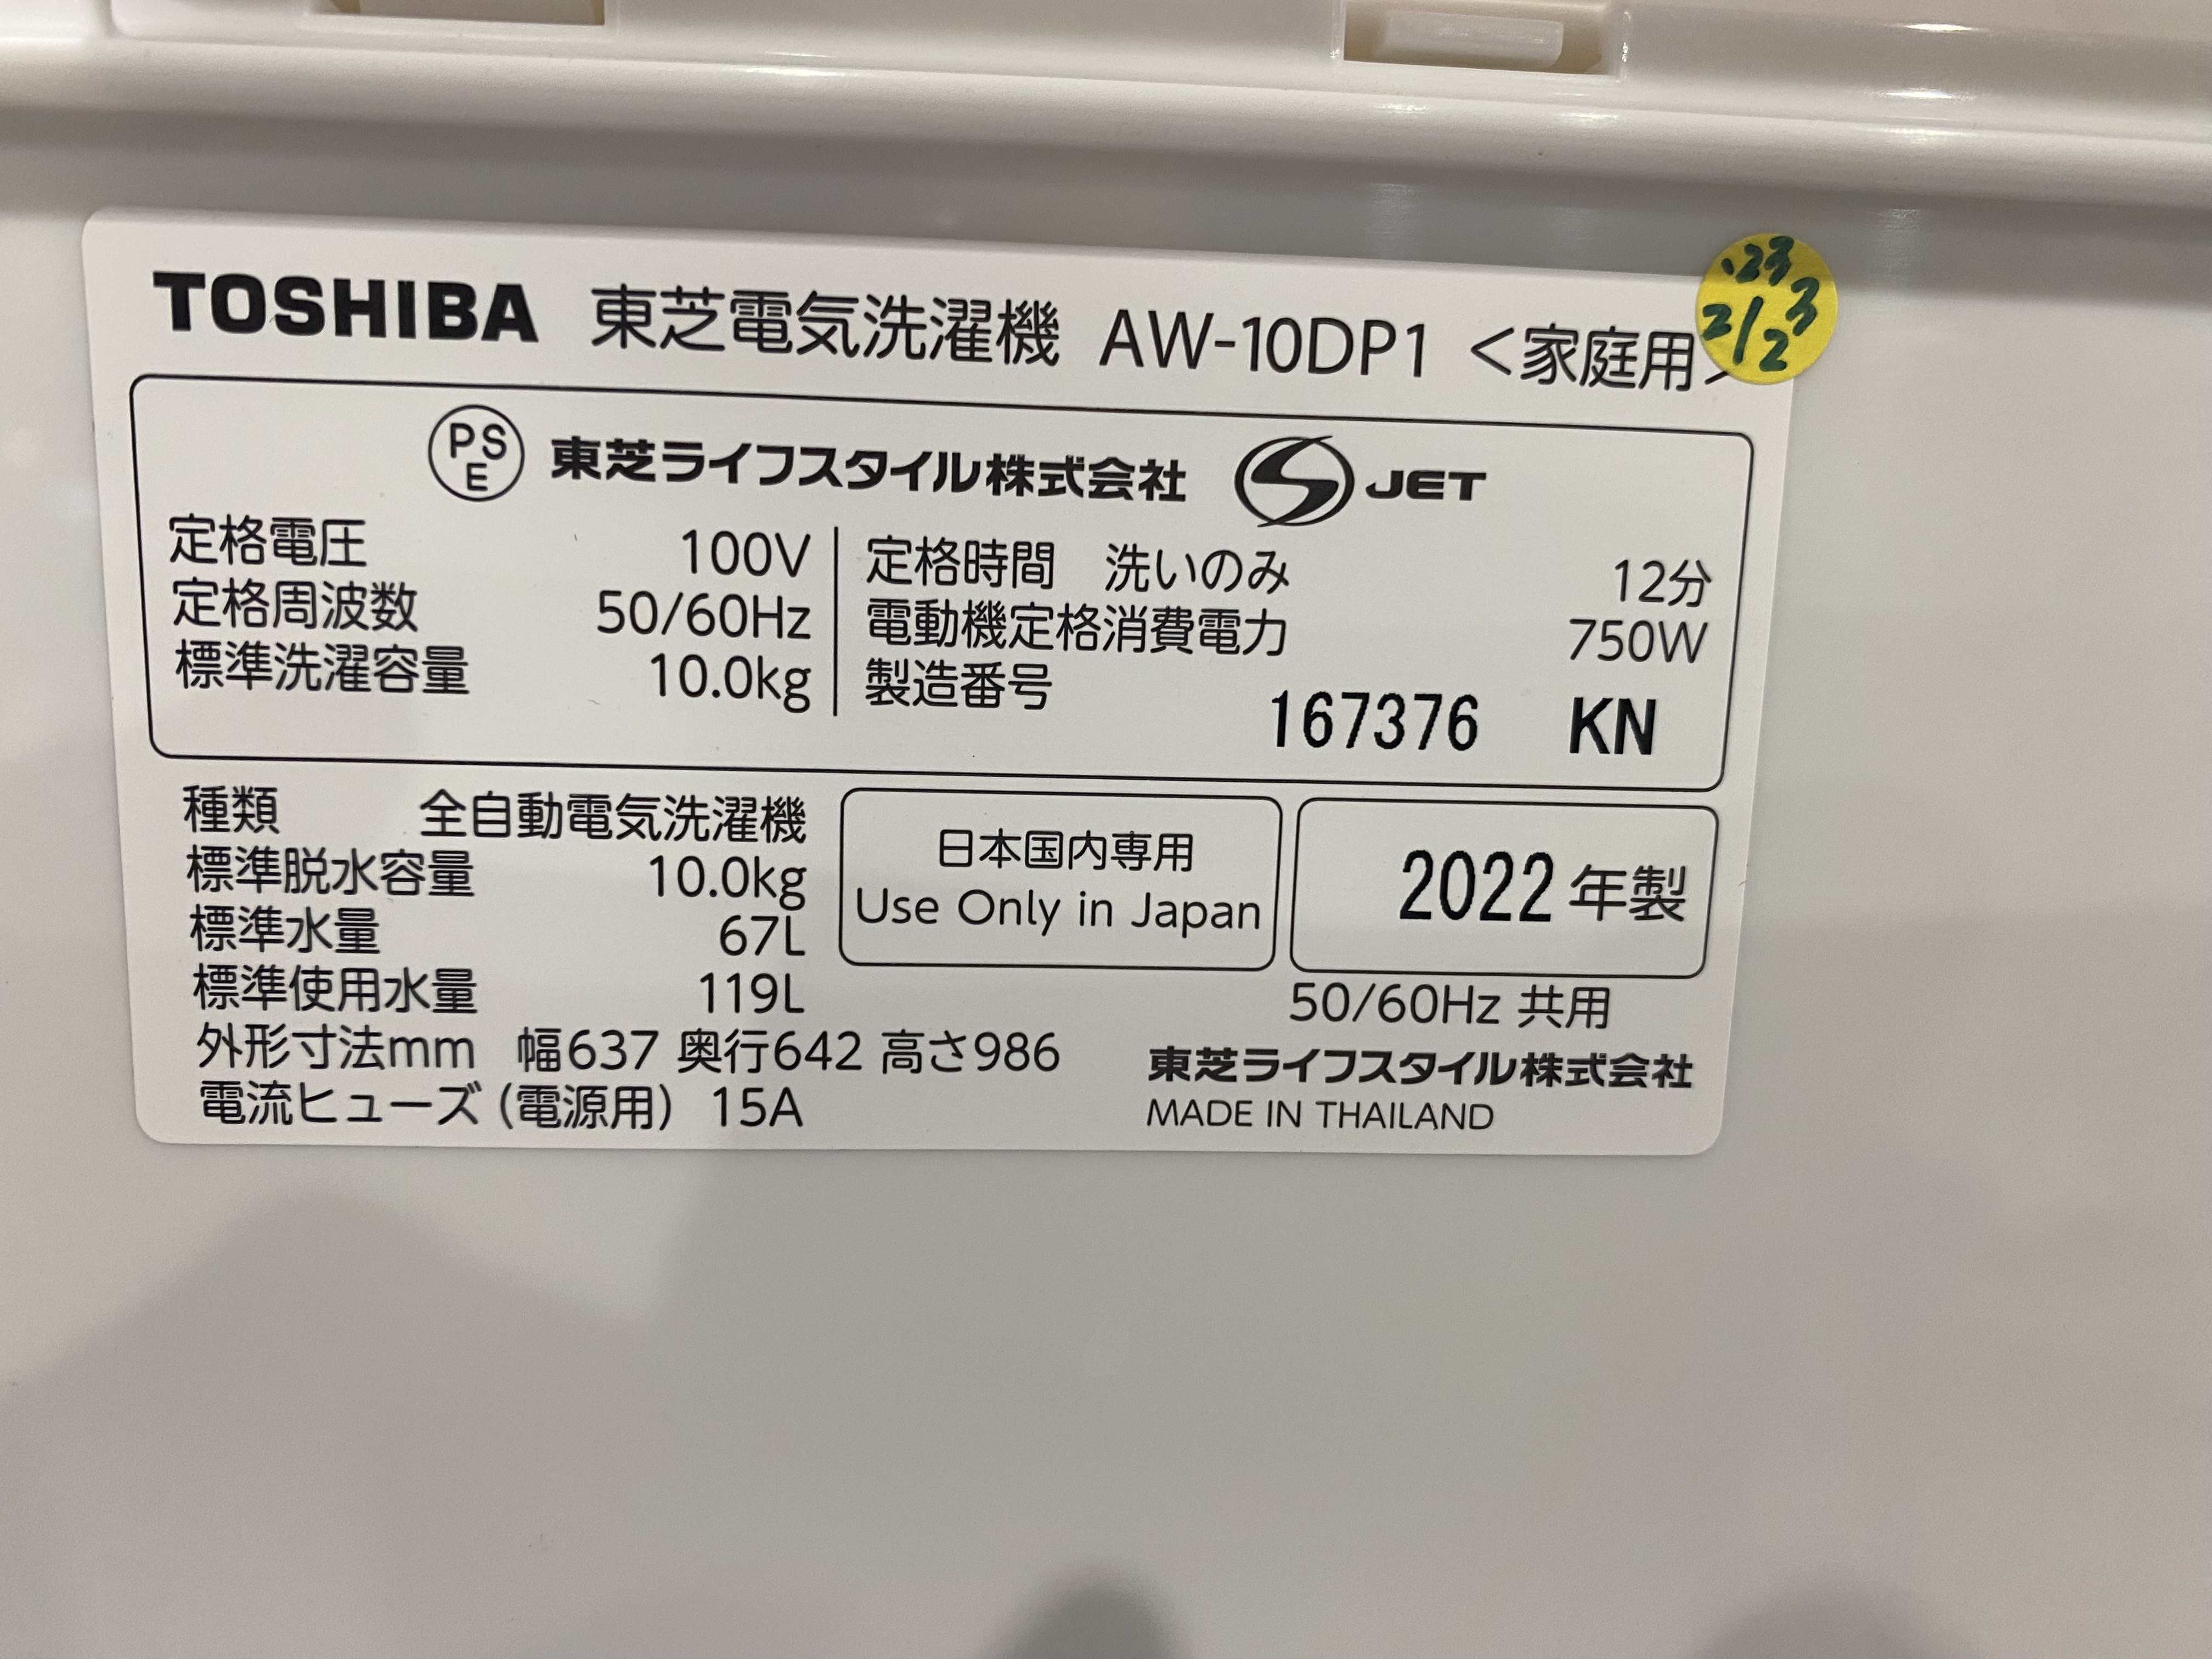 TOSHIBA 東芝電気洗濯機 AW-10DP1 <家庭用>
'23
2/23
PSE 東芝ライフスタイル株式会社 S JET
定格電圧 100V
定格周波数 50/60Hz
標準洗濯容量 10.0kg
定格時間 洗いのみ 12分
電動機定格消費電力 750W
製造番号 167376 KN
種類 全自動電気洗濯機
標準脱水容量 10.0kg
標準水量 67L
標準使用水量 119L
外形寸法mm 幅637 奥行642 高さ986
電流ヒューズ(電源用) 15A
日本国内専用
Use Only in Japan
2022年製
50/60Hz 共用
東芝ライフスタイル株式会社
MADE IN THAILAND